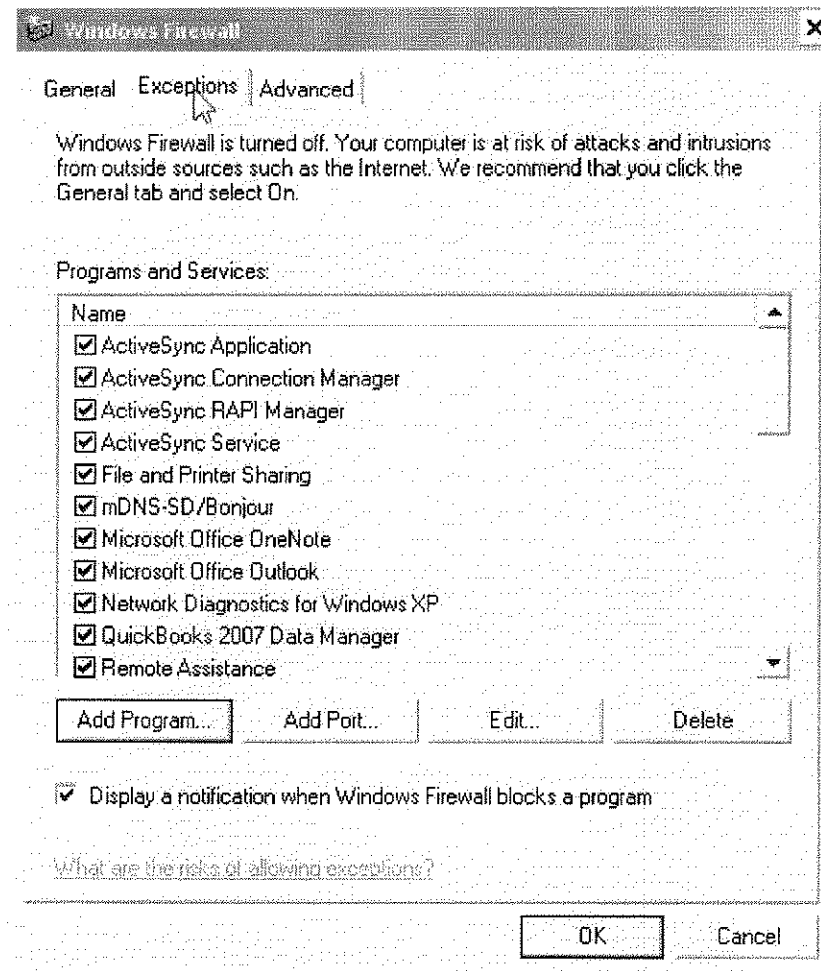 Windows Firewall
General Exceptions Advanced
Windows Firewall is turned off. Your computer is at risk of attacks and intrusions
from outside sources such as the Internet. We recommend that you click the
General tab and select On.
Programs and Services:
Name
ActiveSync Application
ActiveSync Connection Manager
ActiveSync RAPI Manager
ActiveSync Service
File and Printer Sharing
mDNS-SD/Bonjour
Microsoft Office OneNote
Microsoft Office Outlook
Network Diagnostics for Windows XP
QuickBooks 2007 Data Manager
Remote Assistance
Add Program... Add Port... Edit... Delete
Display a notification when Windows Firewall blocks a program
What are the risks of allowing exceptions?
OK Cancel